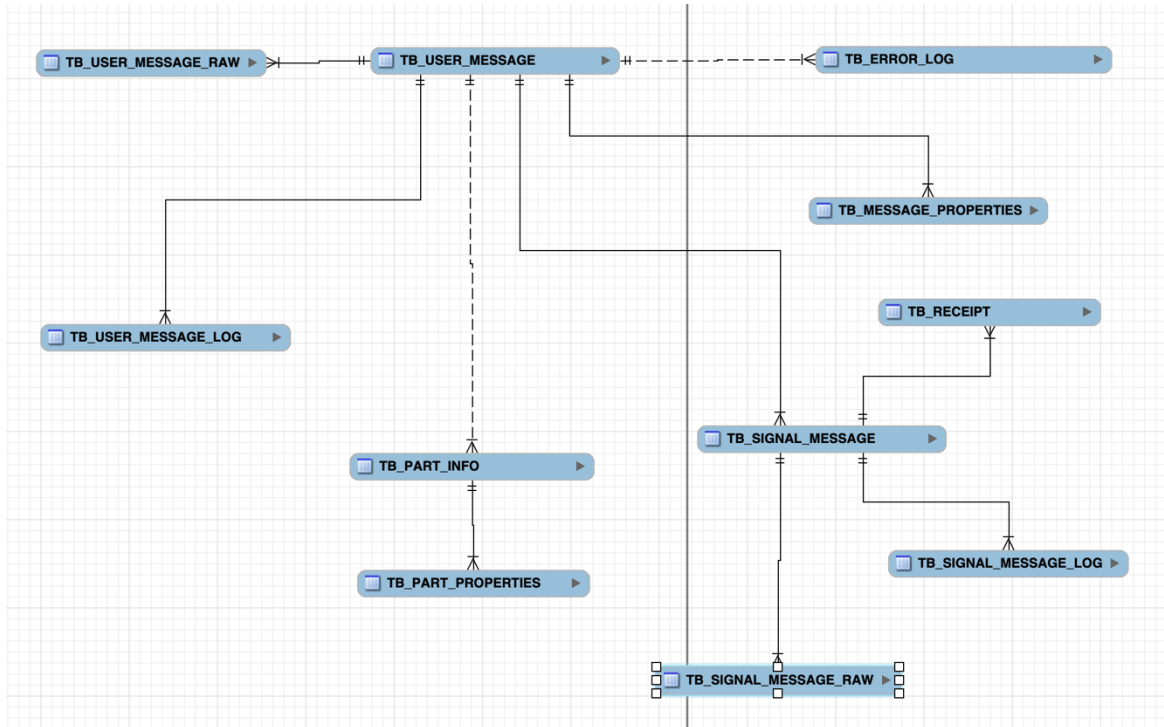 TB_USER_MESSAGE_RAW
TB_USER_MESSAGE
TB_ERROR_LOG
TB_MESSAGE_PROPERTIES
TB_RECEIPT
TB_USER_MESSAGE_LOG
TB_SIGNAL_MESSAGE
TB_PART_INFO
TB_SIGNAL_MESSAGE_LOG
TB_PART_PROPERTIES
TB_SIGNAL_MESSAGE_RAW